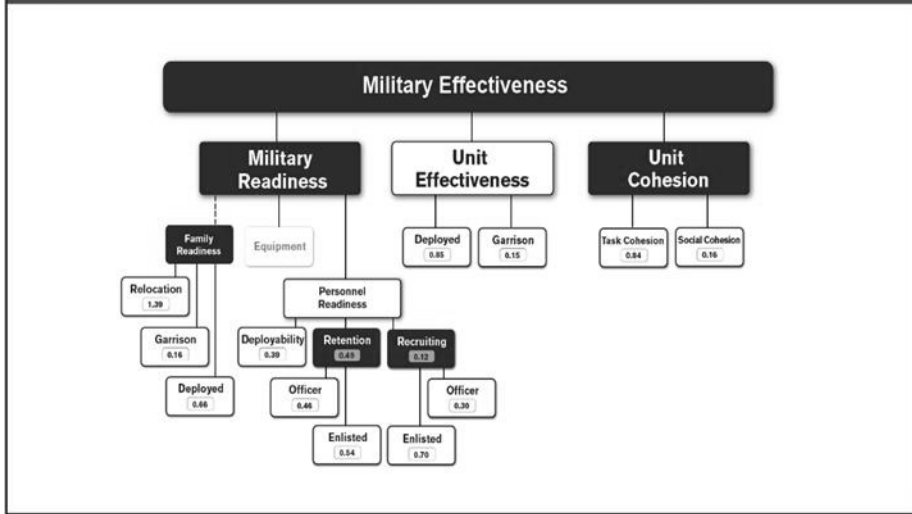 Military Effectiveness
Military
Readiness
Unit
Effectiveness
Unit
Cohesion
Family
Readiness
Equipment
Deployed
0.85
Garrison
0.15
Task Cohesion
0.84
Social Cohesion
0.16
Relocation
1.39
Personnel
Readiness
Garrison
0.16
Deployability
0.39
Retention
0.49
Recruiting
0.12
Deployed
0.66
Officer
0.46
Officer
0.30
Enlisted
0.54
Enlisted
0.70